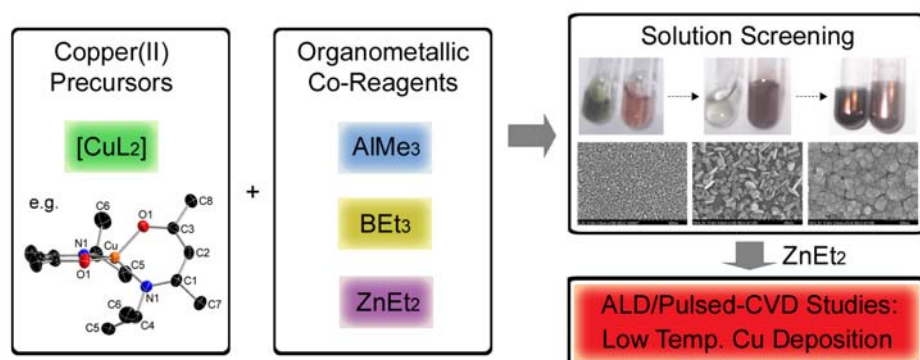 Copper(II)
Precursors
[CuL2]
e.g.
C6
O1
C8
C3
N1
Cu
C2
O1
C5
C1
N1
C6
C7
C5
C4
+
Organometallic
Co-Reagents
AlMe3
BEt3
ZnEt2
Solution Screening
ZnEt2
ALD/Pulsed-CVD Studies:
Low Temp. Cu Deposition